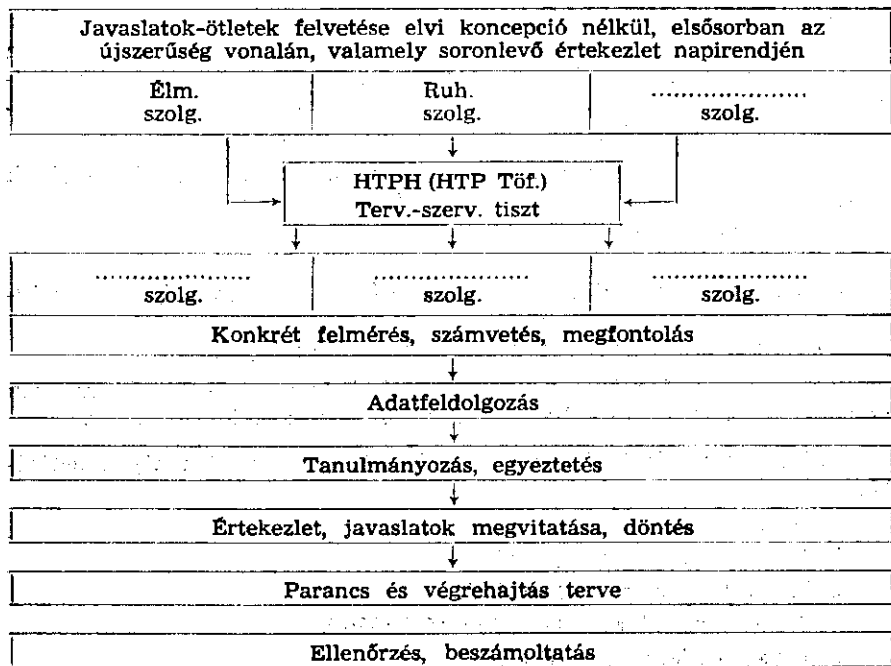 Javaslatok-ötletek felvetése elvi koncepció nélkül, elsősorban az
újszerűség vonalán, valamely soronlevő értekezlet napirendjén
Élm.
szolg.
Ruh.
szolg.
....................
szolg.
HTPH (HTP Töf.)
Terv.-szerv. tiszt
....................
szolg.
....................
szolg.
....................
szolg.
Konkrét felmérés, számvetés, megfontolás
Adatfeldolgozás
Tanulmányozás, egyeztetés
Értekezlet, javaslatok megvitatása, döntés
Parancs és végrehajtás terve
Ellenőrzés, beszámoltatás